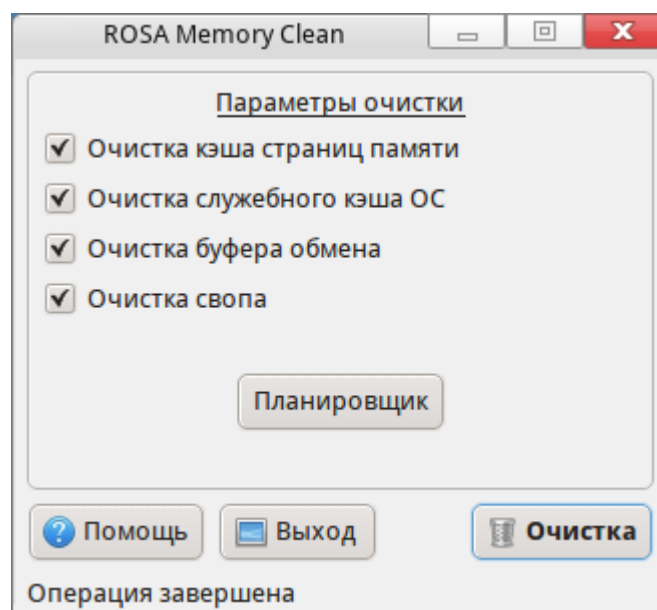 ROSA Memory Clean
Параметры очистки
Очистка кэша страниц памяти
Очистка служебного кэша ОС
Очистка буфера обмена
Очистка свопа
Планировщик
Помощь
Выход
Очистка
Операция завершена